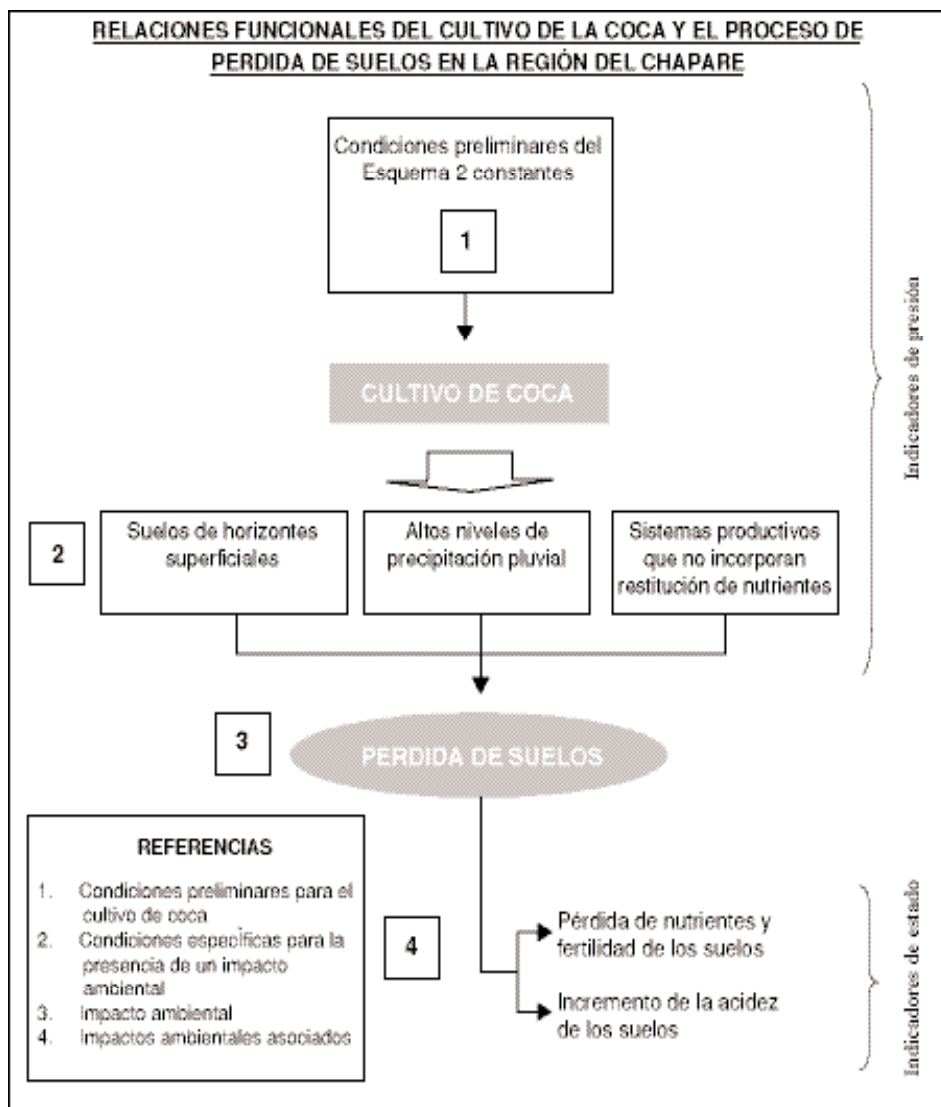 RELACIONES FUNCIONALES DEL CULTIVO DE LA COCA Y EL PROCESO DE
PERDIDA DE SUELOS EN LA REGIÓN DEL CHAPARE
Condiciones preliminares del
Esquema 2 constantes
1
CULTIVO DE COCA
Indicadores de presión
2
Suelos de horizontes
superficiales
Altos niveles de
precipitación pluvial
Sistemas productivos
que no incorporan
restitución de nutrientes
3
PERDIDA DE SUELOS
REFERENCIAS
1. Condiciones preliminares para el
cultivo de coca
2. Condiciones específicas para la
presencia de un impacto
ambiental
3. Impacto ambiental
4. Impactos ambientales asociados
4
Pérdida de nutrientes y
fertilidad de los suelos
Incremento de la acidez
de los suelos
Indicadores de estado